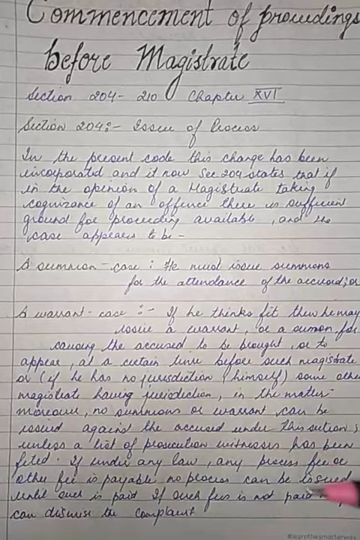 Commencement of proceedings
before Magistrate
Section 204- 210 Chapter XVI
Section 204:- Issue of Process
In the present code this change has been
incorporated and it now Sec 204 states that if
in the openion of a Magistrate taking
cognizance of an offence there is sufficient
ground for proceeding available, and the
case appears to be -
A summon-case: He must issue summons
for the attendance of the accused; or
A warrant-case :- If he thinks fit then he may
issue a warrant, or a summon for
causing the accused to be brought, or to
appear, at a certain time before such magistrate
or (if he has no jurisdiction himself) some other
magistrate having jurisdiction, in the matter
moreover, no summons or warrant can be
issued against the accused under this section;
unless a list of prosecution witnesses has been
filed. If under any law, any process fee or
other fee is payable no process can be issued
until such is paid If such fees is not paid
can dismiss the complaint